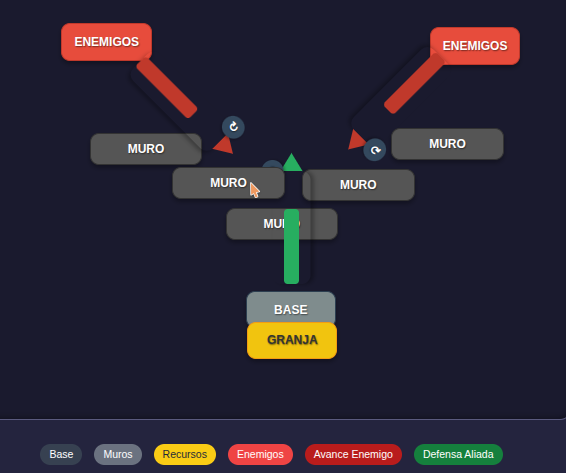 ENEMIGOS
ENEMIGOS
MURO
MURO
MURO
MURO
MURO
BASE
GRANJA
Base Muros Recursos Enemigos Avance Enemigo Defensa Aliada